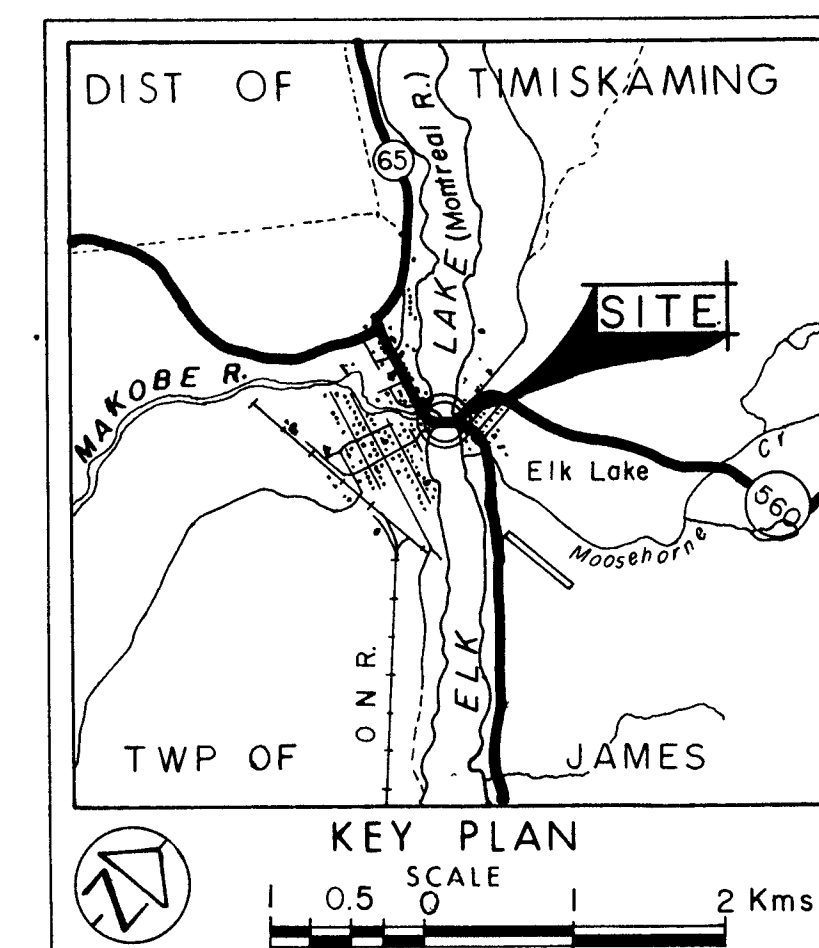 DIST OF TIMISKAMING
65
LAKE (Montreal R.)
SITE
MAKOBE R.
Elk Lake
Cr
560
Moosehorne
ELK
O N R.
TWP OF JAMES
KEY PLAN
SCALE
1 0.5 0 1 2 Kms
N